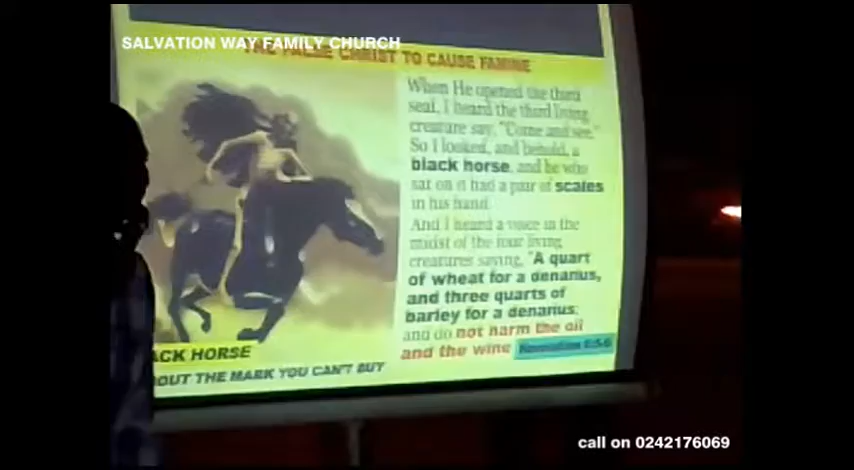 SALVATION WAY FAMILY CHURCH
THE FALSE CHRIST TO CAUSE FAMINE
When He opened the third
seal, I heard the third living
creature say, "Come and see."
So I looked, and behold, a
black horse, and he who
sat on it had a pair of scales
in his hand.
And I heard a voice in the
midst of the four living
creatures saying, "A quart
of wheat for a denarius,
and three quarts of
barley for a denarius;
and do not harm the oil
and the wine
Revelation 6:5,6
ACK HORSE
OUT THE MARK YOU CAN'T BUY
call on 0242176069